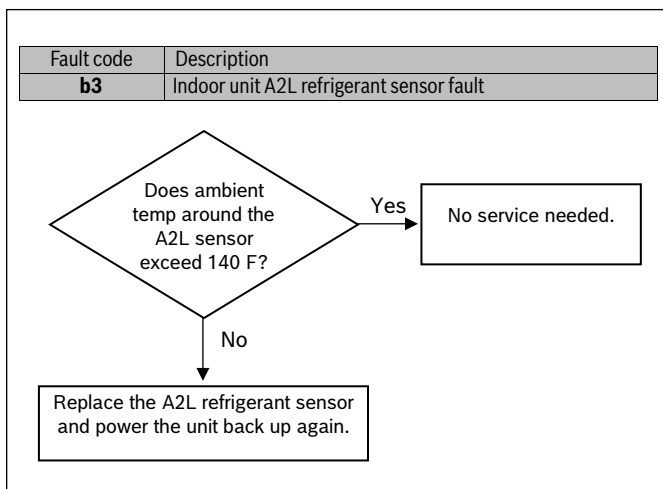 Fault code Description
b3 Indoor unit A2L refrigerant sensor fault
Does ambient
temp around the
A2L sensor
exceed 140 F?
Yes
No service needed.
No
Replace the A2L refrigerant sensor
and power the unit back up again.